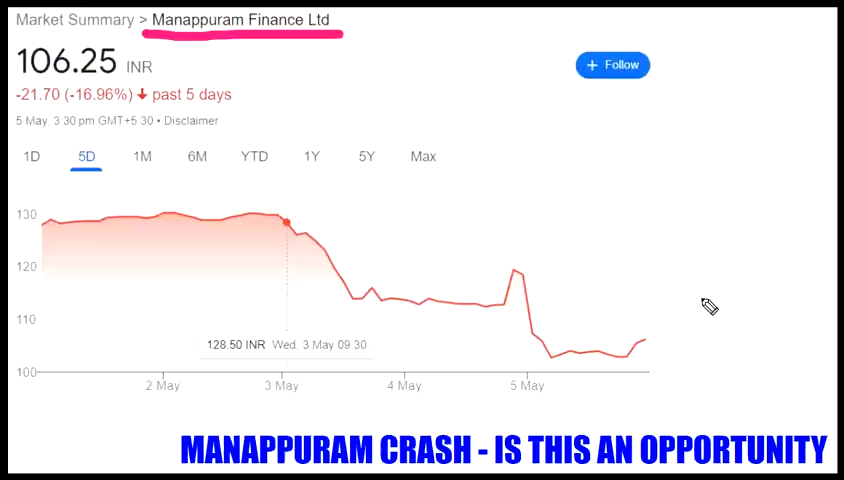 Market Summary > Manappuram Finance Ltd
106.25 INR
+ Follow
-21.70 (-16.96%) ↓ past 5 days
5 May, 3:30 pm GMT+5:30 • Disclaimer
1D 5D 1M 6M YTD 1Y 5Y Max
130
120
110
128.50 INR Wed, 3 May 09:30
100
2 May 3 May 4 May 5 May
MANAPPURAM CRASH - IS THIS AN OPPORTUNITY